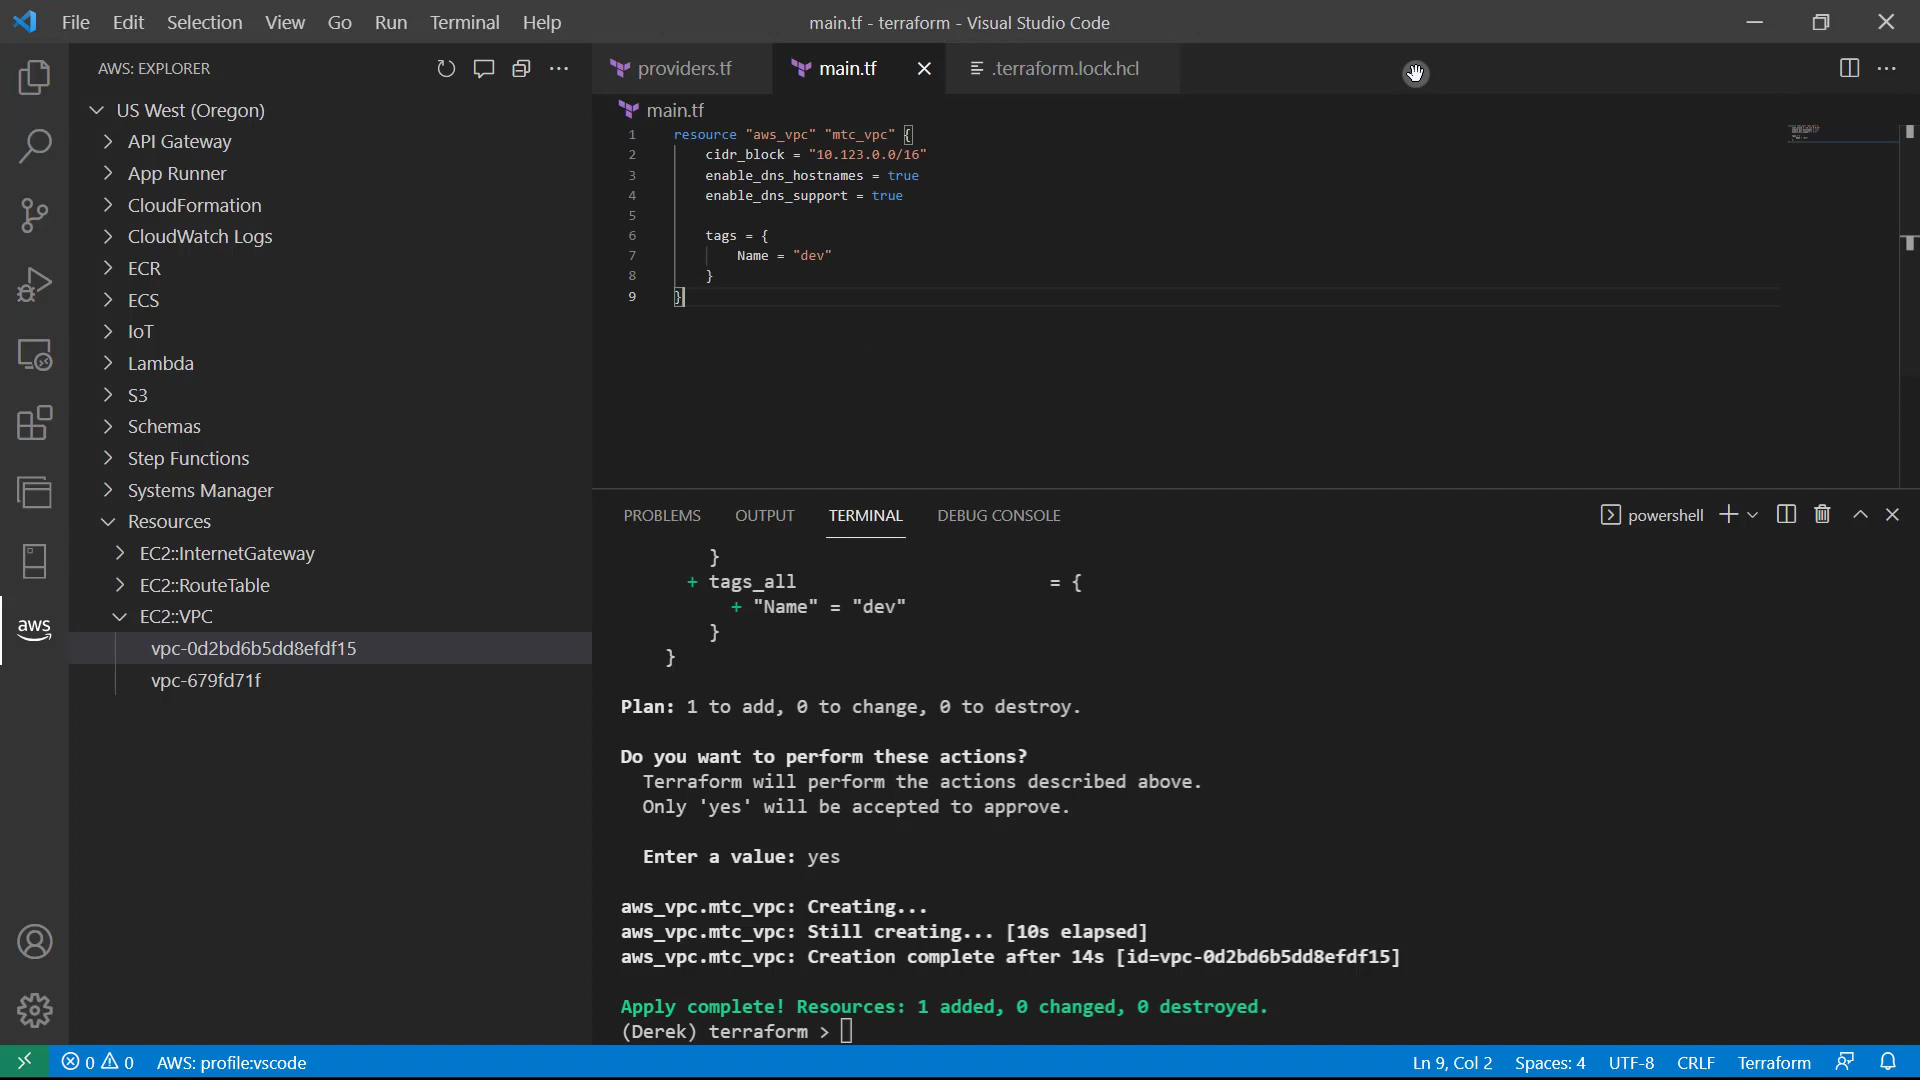 File Edit Selection View Go Run Terminal Help
main.tf - terraform - Visual Studio Code
AWS: EXPLORER
US West (Oregon)
API Gateway
App Runner
CloudFormation
CloudWatch Logs
ECR
ECS
IoT
Lambda
S3
Schemas
Step Functions
Systems Manager
Resources
EC2::InternetGateway
EC2::RouteTable
EC2::VPC
vpc-0d2bd6b5dd8efdf15
vpc-679fd71f
aws
providers.tf main.tf .terraform.lock.hcl
main.tf
1 resource "aws_vpc" "mtc_vpc" {
2 cidr_block = "10.123.0.0/16"
3 enable_dns_hostnames = true
4 enable_dns_support = true
5
6 tags = {
7 Name = "dev"
8 }
9 }
PROBLEMS OUTPUT TERMINAL DEBUG CONSOLE
powershell
}
+ tags_all = {
+ "Name" = "dev"
}
}
Plan: 1 to add, 0 to change, 0 to destroy.
Do you want to perform these actions?
Terraform will perform the actions described above.
Only 'yes' will be accepted to approve.
Enter a value: yes
aws_vpc.mtc_vpc: Creating...
aws_vpc.mtc_vpc: Still creating... [10s elapsed]
aws_vpc.mtc_vpc: Creation complete after 14s [id=vpc-0d2bd6b5dd8efdf15]
Apply complete! Resources: 1 added, 0 changed, 0 destroyed.
(Derek) terraform >
0 0 AWS: profile:vscode
Ln 9, Col 2 Spaces: 4 UTF-8 CRLF Terraform